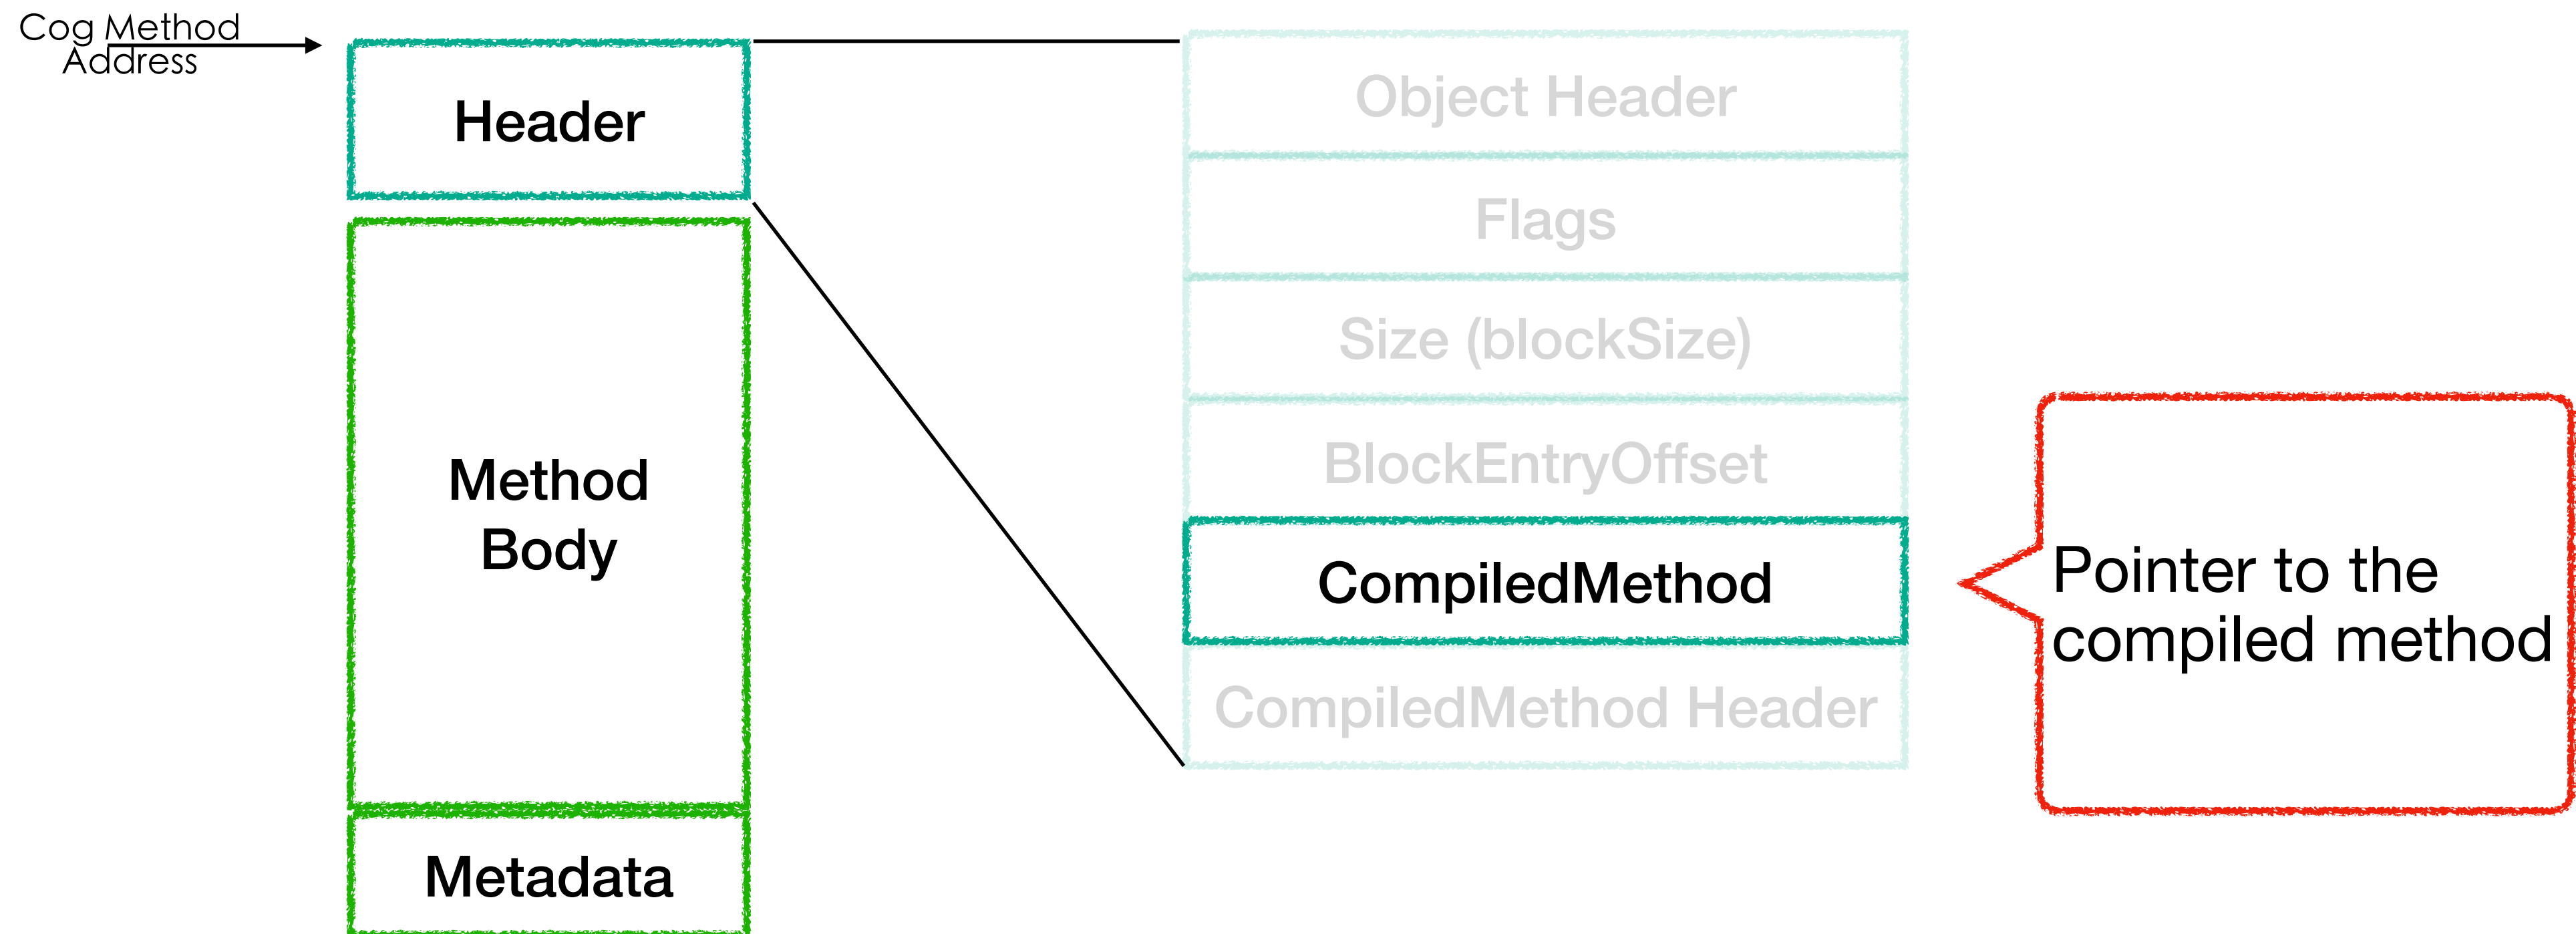 Cog Method
Address
Header
Method
Body
Metadata
Object Header
Flags
Size (blockSize)
BlockEntryOffset
CompiledMethod
CompiledMethod Header
Pointer to the
compiled method